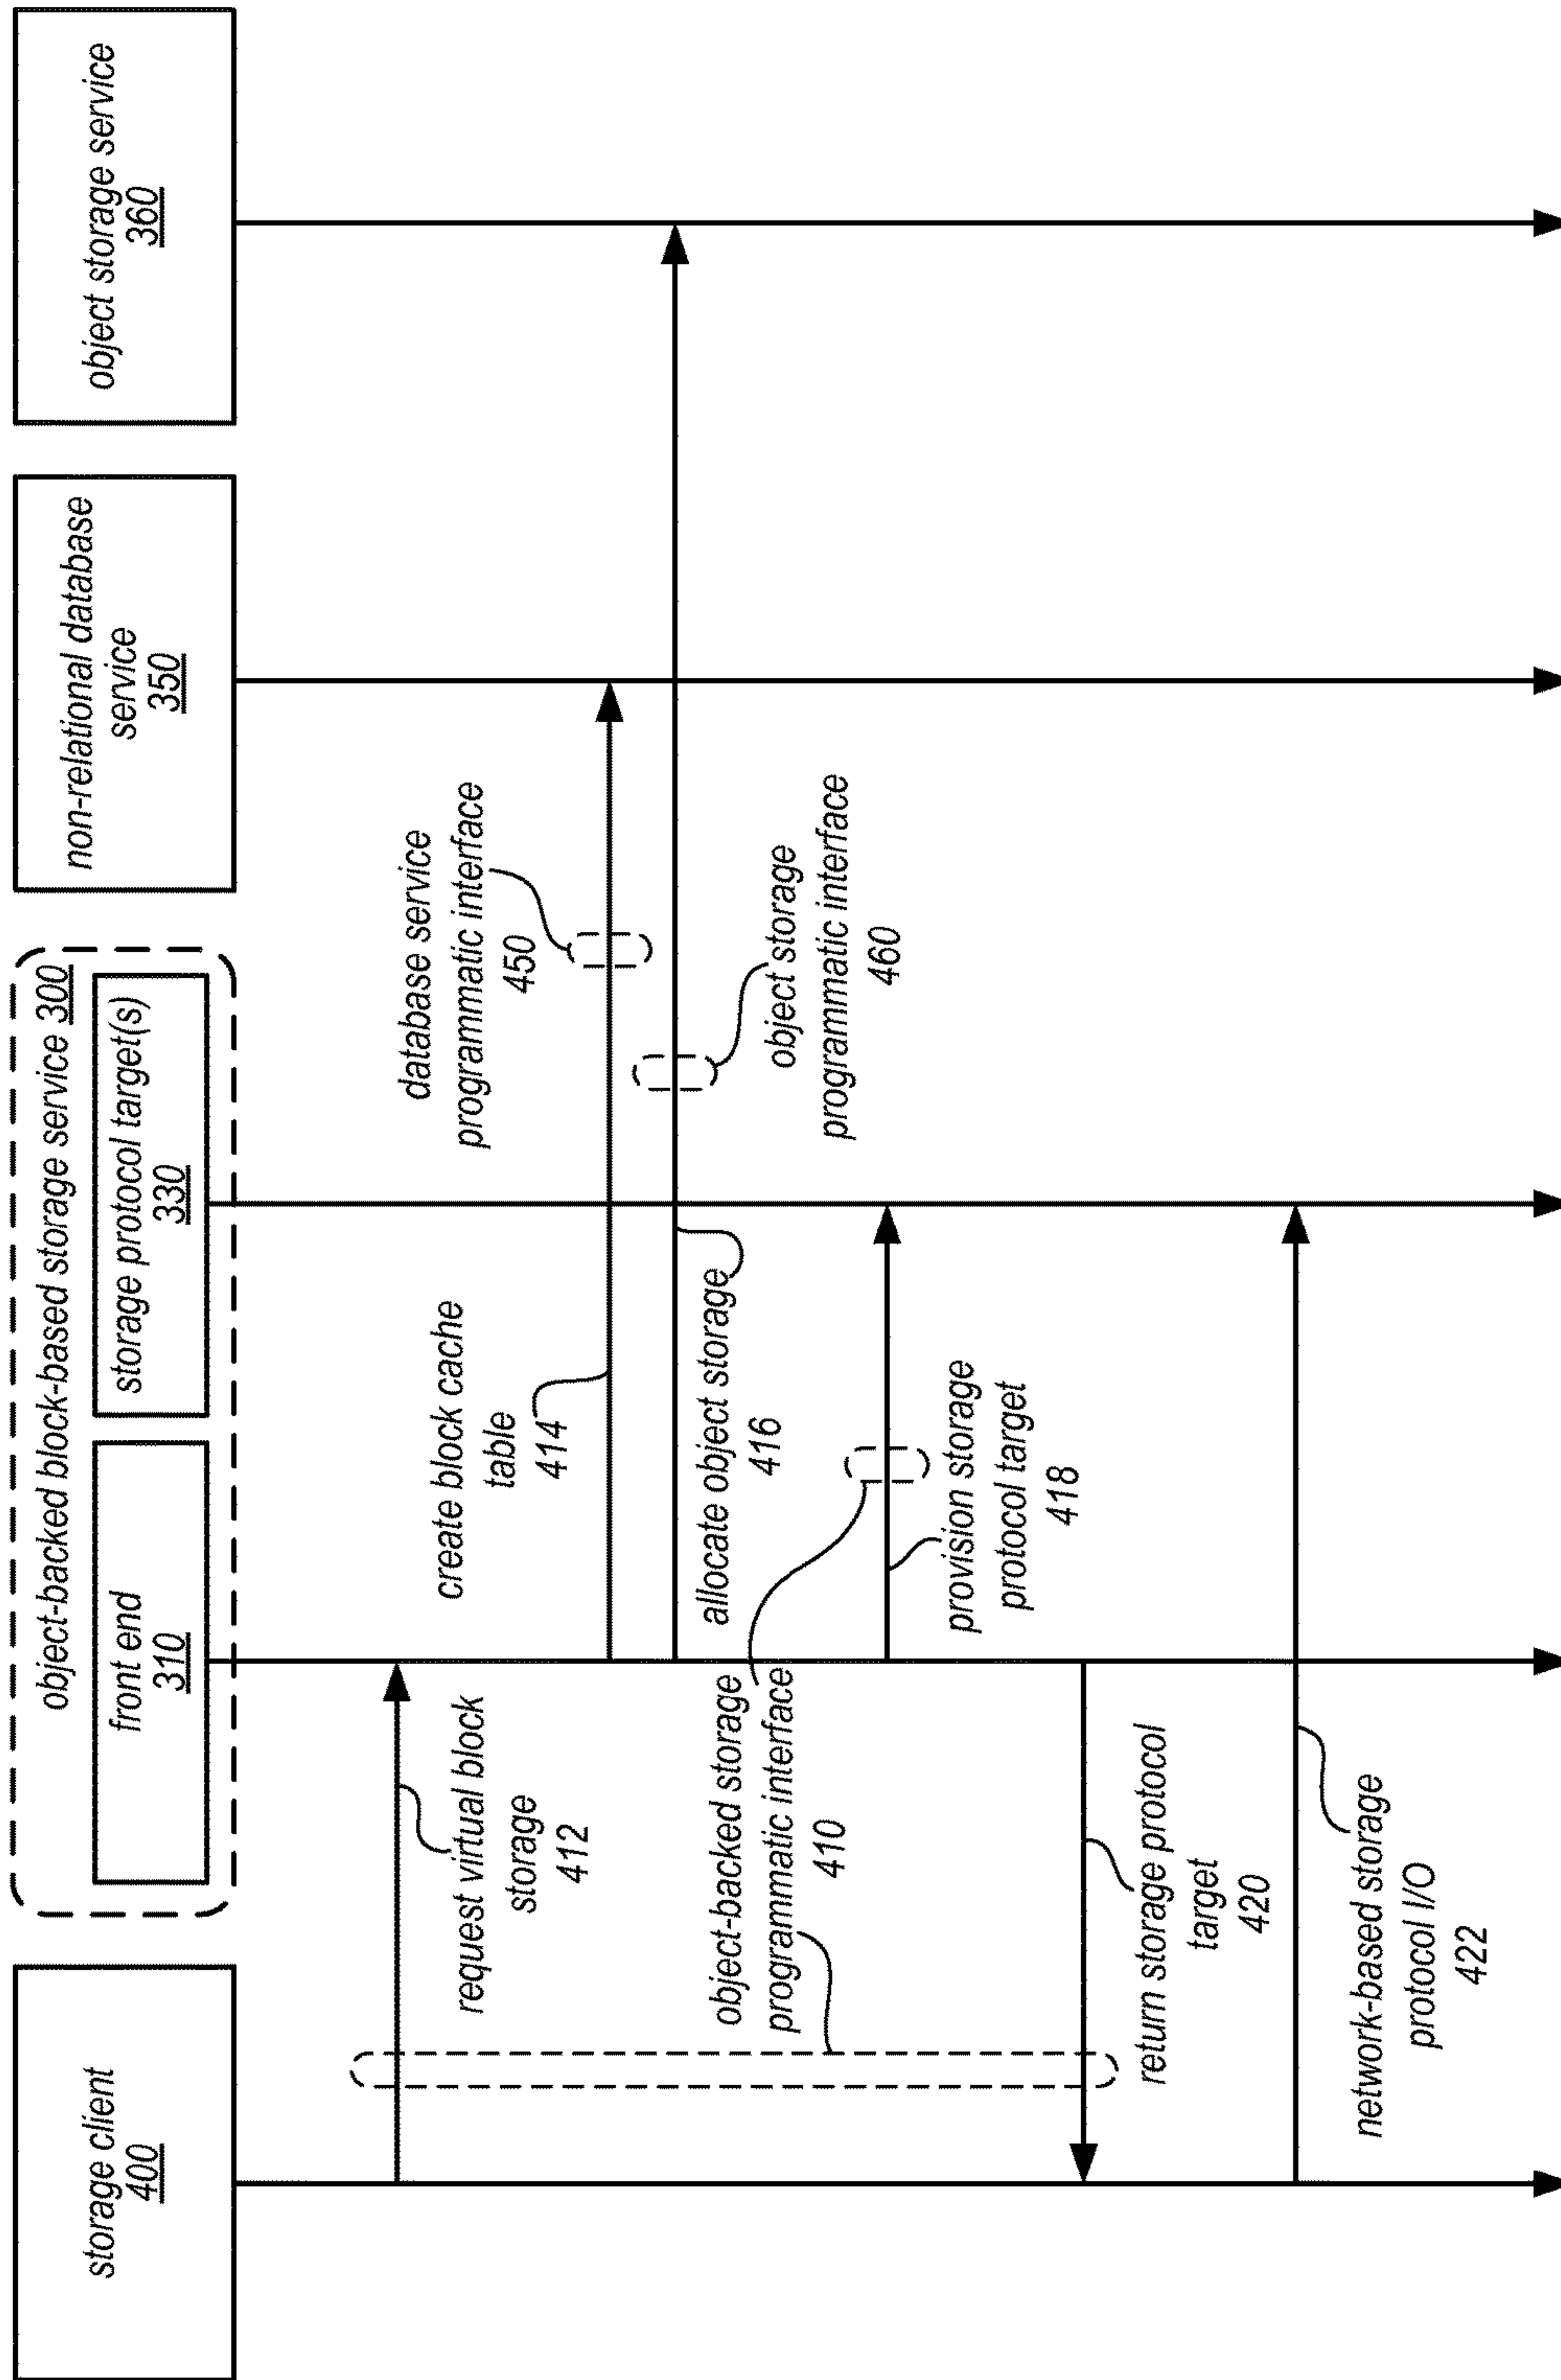 storage client
400
object-backed block-based storage service 300
front end
310
storage protocol target(s)
330
non-relational database
service
350
object storage service
360
request virtual block
storage
412
create block cache
table
414
database service
programmatic interface
450
allocate object storage
416
object storage
programmatic interface
460
object-backed storage
programmatic interface
410
provision storage
protocol target
418
return storage protocol
target
420
network-based storage
protocol I/O
422